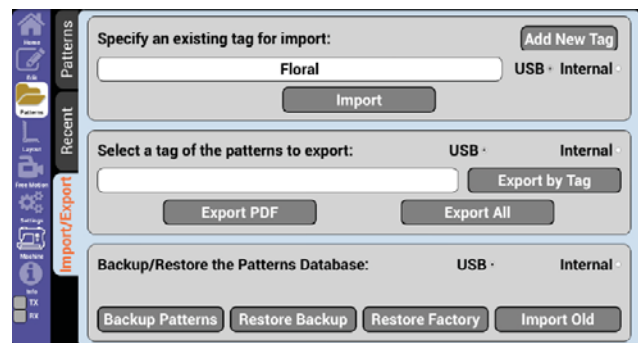 Home
Edit
Patterns
Layout
Free Motion
Settings
Machine
Info
TX
RX
Patterns
Recent
Import/Export
Specify an existing tag for import:
Add New Tag
Floral
USB
Internal
Import
Select a tag of the patterns to export:
USB
Internal
Export by Tag
Export PDF
Export All
Backup/Restore the Patterns Database:
USB
Internal
Backup Patterns
Restore Backup
Restore Factory
Import Old